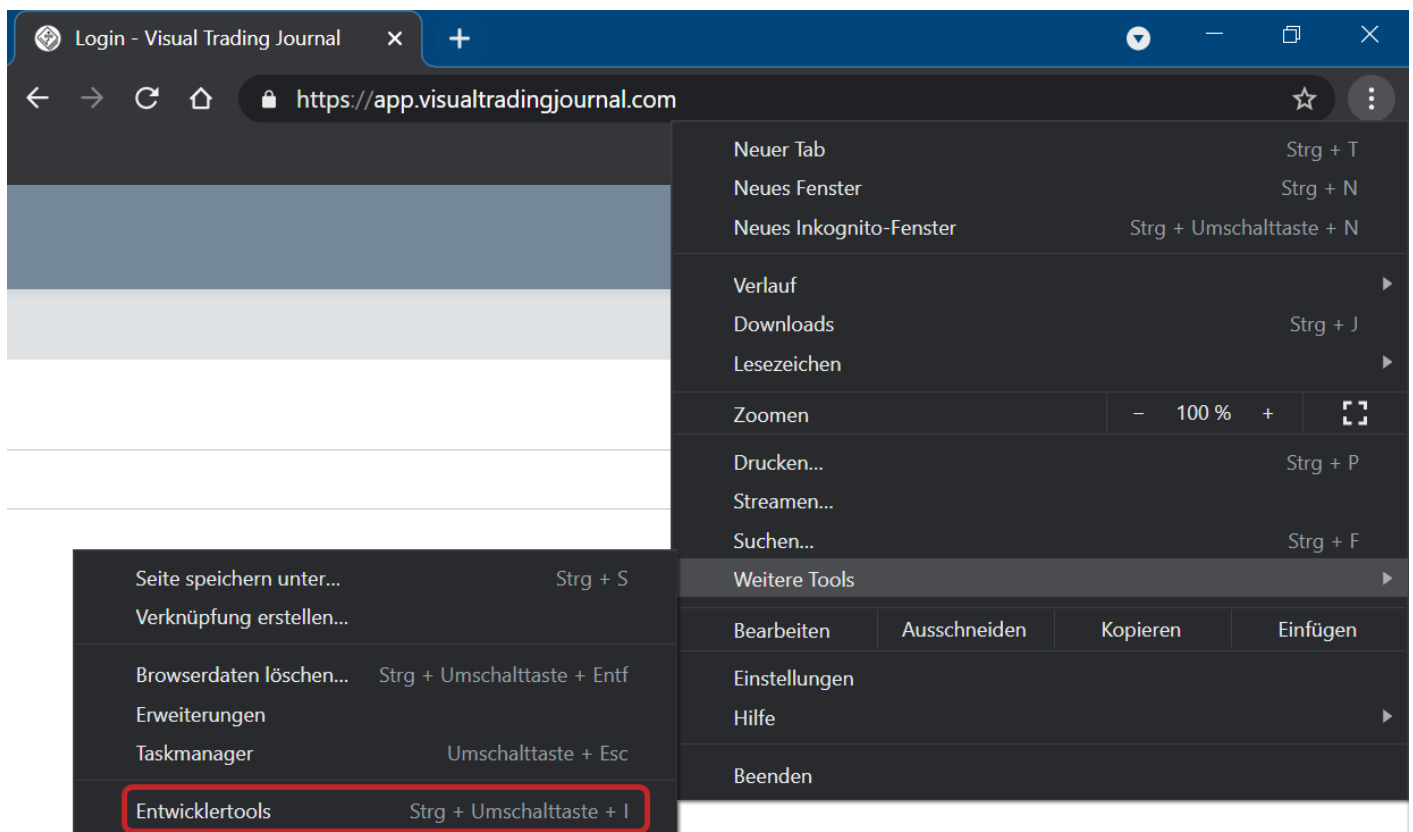 Login - Visual Trading Journal
https://app.visualtradingjournal.com
Neuer Tab Strg + T
Neues Fenster Strg + N
Neues Inkognito-Fenster Strg + Umschalttaste + N
Verlauf
Downloads Strg + J
Lesezeichen
Zoomen - 100 % +
Drucken... Strg + P
Streamen...
Suchen... Strg + F
Weitere Tools
Bearbeiten Ausschneiden Kopieren Einfügen
Einstellungen
Hilfe
Beenden
Seite speichern unter... Strg + S
Verknüpfung erstellen...
Browserdaten löschen... Strg + Umschalttaste + Entf
Erweiterungen
Taskmanager Umschalttaste + Esc
Entwicklertools Strg + Umschalttaste + I